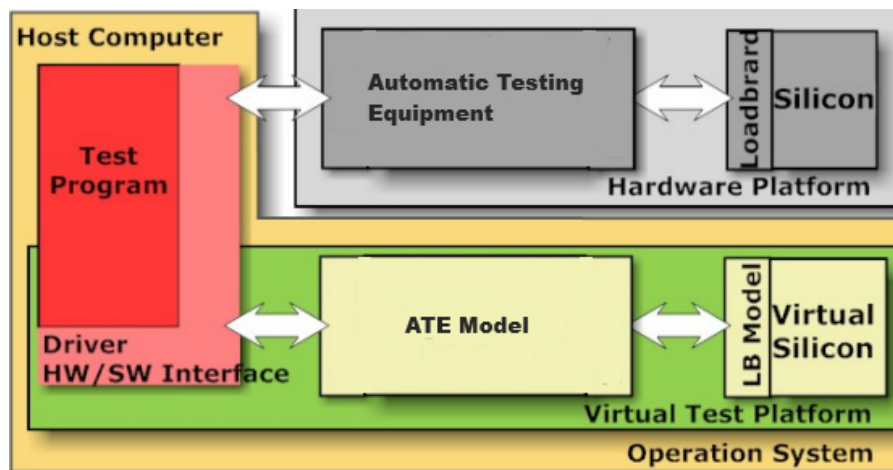 Host Computer
Automatic Testing
Equipment
Loadbrard
Silicon
Test
Program
Hardware Platform
ATE Model
LB Model
Virtual
Silicon
Driver
HW/SW Interface
Virtual Test Platform
Operation System